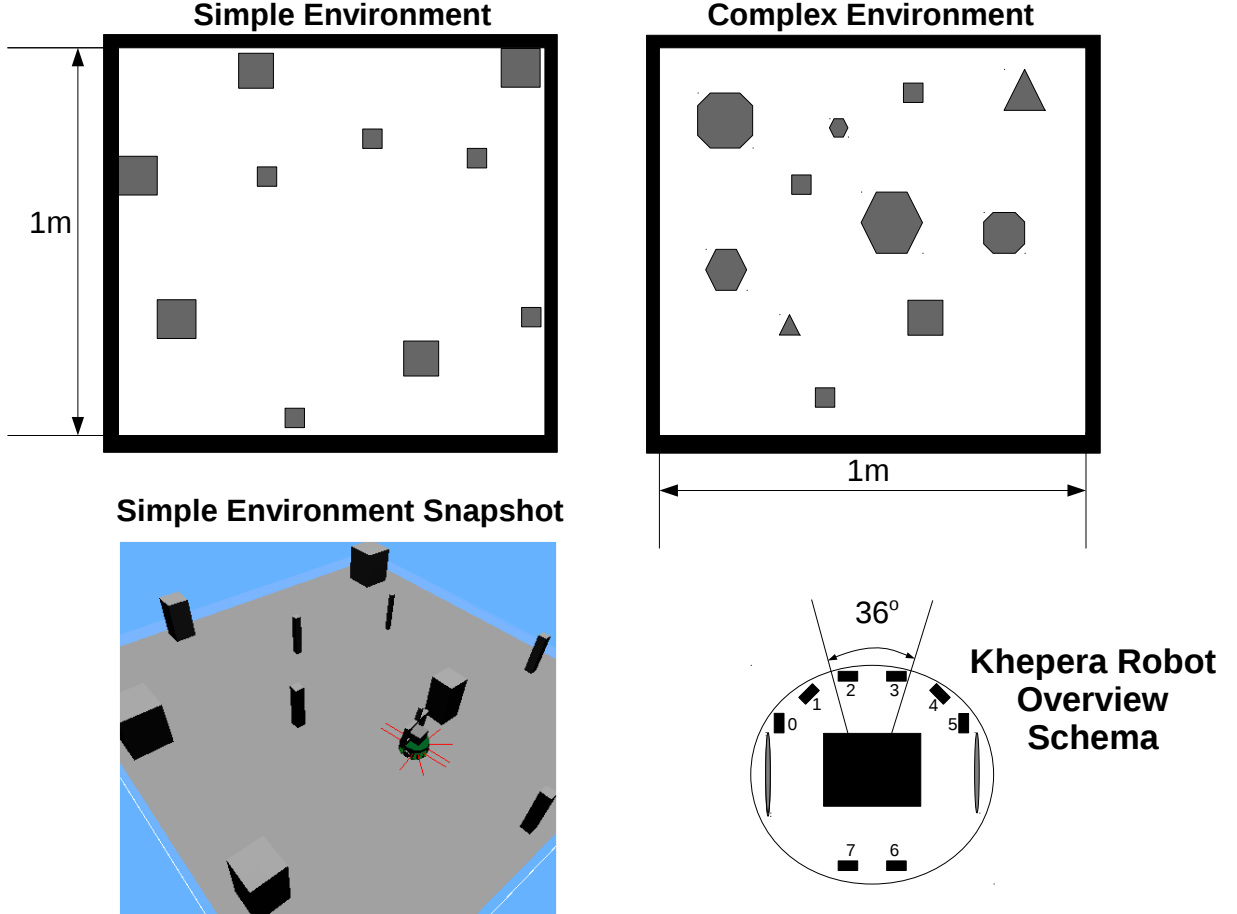 Simple Environment
Complex Environment
1m
1m
Simple Environment Snapshot
36º
Khepera Robot
Overview
Schema
2
3
1
4
0
5
7
6